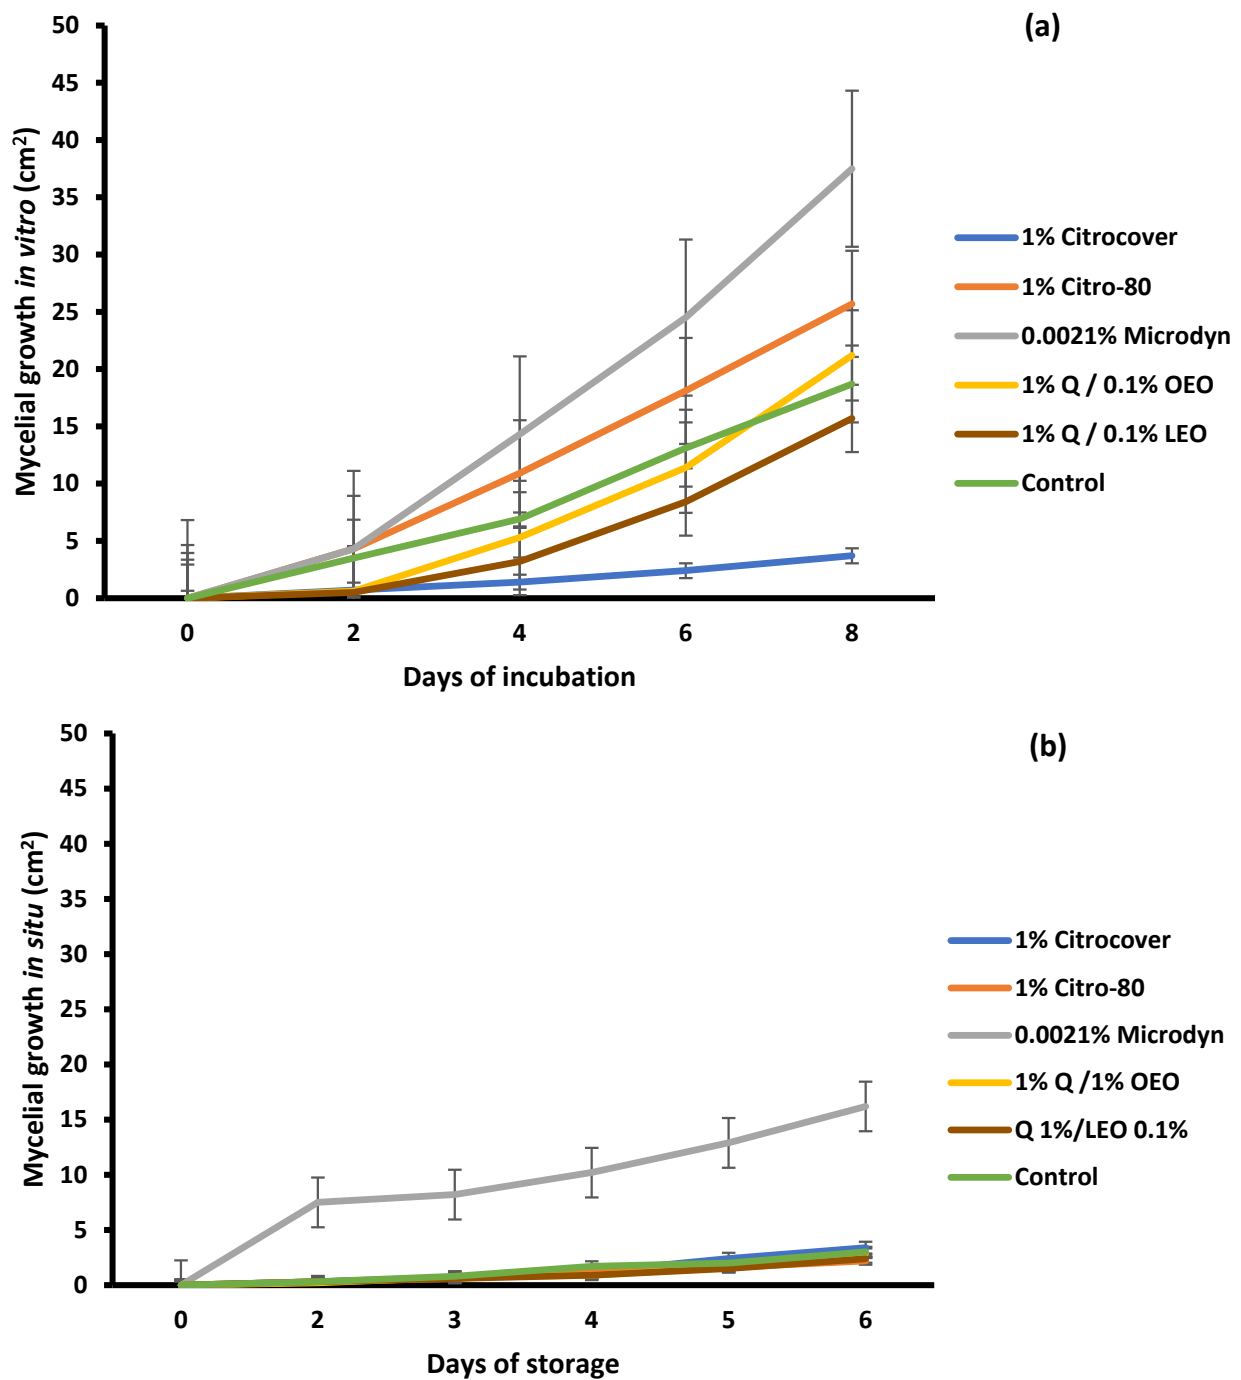 (a)
50
45
40
35
30
25
20
15
10
5
0
Mycelial growth in vitro (cm²)
0 2 4 6 8
Days of incubation
1% Citrocover
1% Citro-80
0.0021% Microdyn
1% Q / 0.1% OEO
1% Q / 0.1% LEO
Control
(b)
50
45
40
35
30
25
20
15
10
5
0
Mycelial growth in situ (cm²)
0 2 3 4 5 6
Days of storage
1% Citrocover
1% Citro-80
0.0021% Microdyn
1% Q /1% OEO
Q 1%/LEO 0.1%
Control